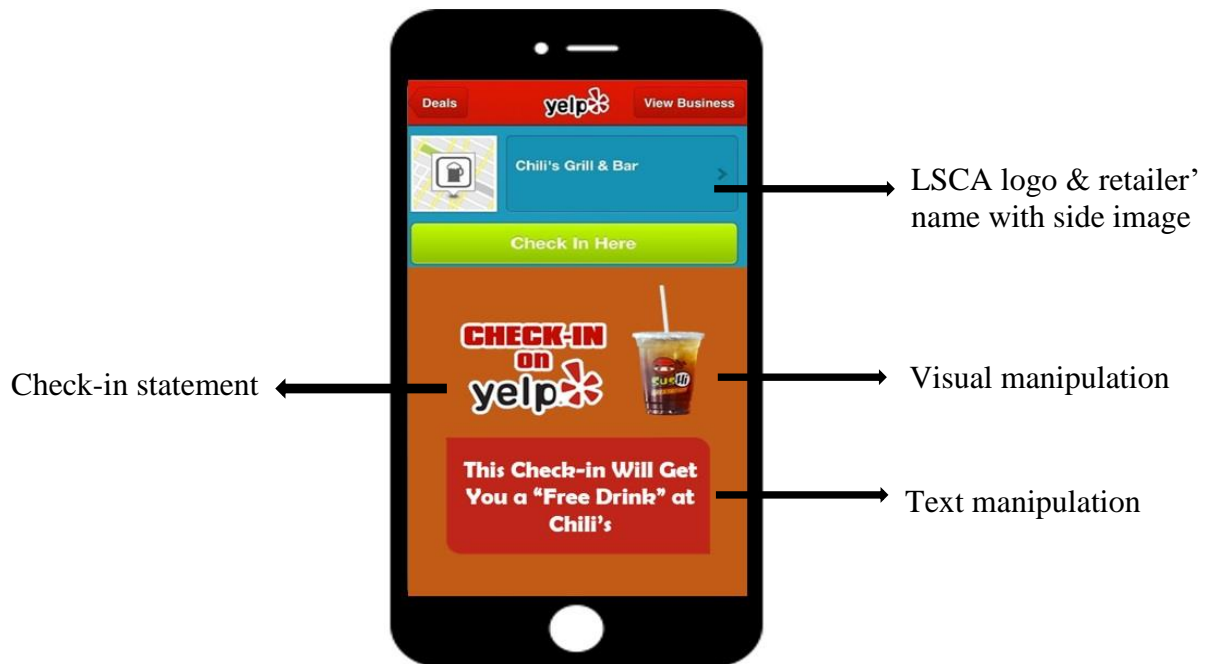 Deals
yelp
View Business
Chili's Grill & Bar
LSCA logo & retailer’
name with side image
Check In Here
CHECK-IN
on
yelp
Check-in statement
Visual manipulation
This Check-in Will Get
You a “Free Drink” at
Chili’s
Text manipulation